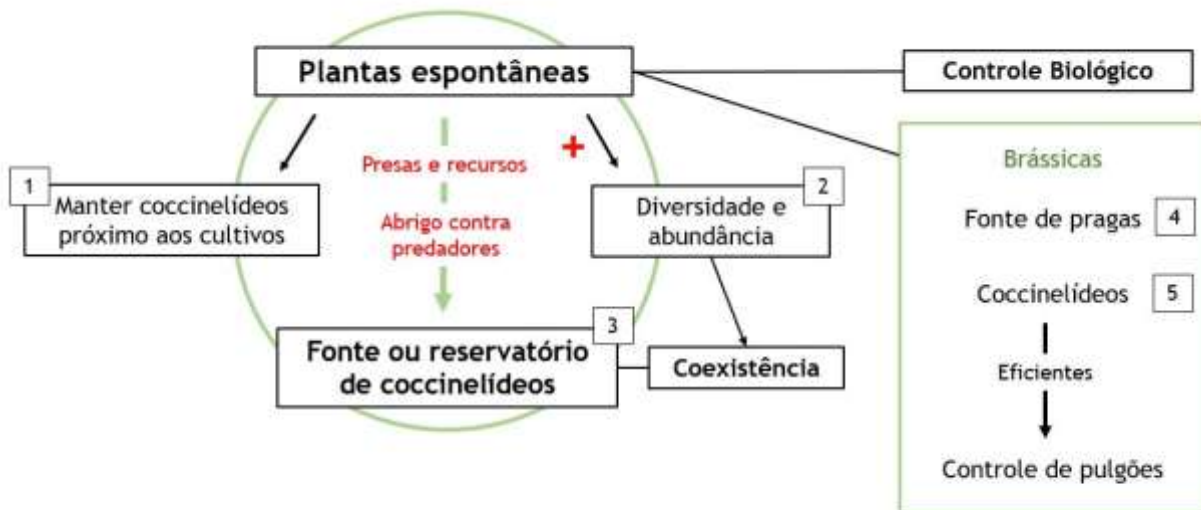 Plantas espontâneas
Controle Biológico
+
Presas e recursos
Abrigo contra
predadores
1
Manter coccinelídeos
próximo aos cultivos
2
Diversidade e
abundância
3
Fonte ou reservatório
de coccinelídeos
Coexistência
Brássicas
Fonte de pragas 4
Coccinelídeos 5
Eficientes
Controle de pulgões